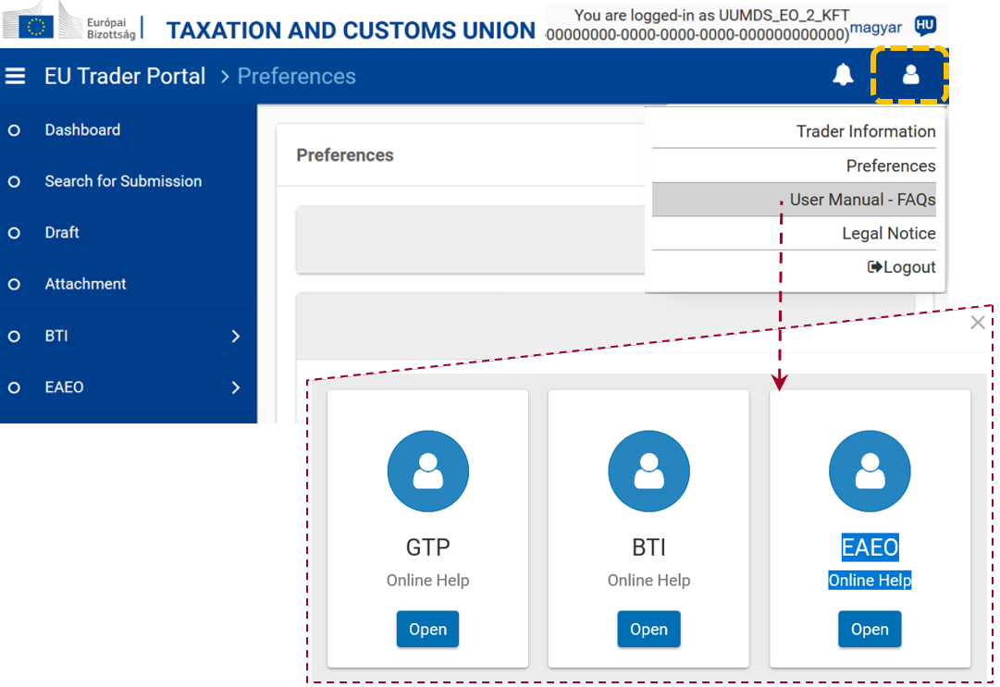 Európai
Bizottság
TAXATION AND CUSTOMS UNION
You are logged-in as UUMDS_EO_2_KFT
00000000-0000-0000-0000-000000000000)
magyar
HU
EU Trader Portal > Preferences
Dashboard
Search for Submission
Draft
Attachment
BTI
EAEO
Preferences
Trader Information
Preferences
User Manual - FAQs
Legal Notice
Logout
GTP
Online Help
Open
BTI
Online Help
Open
EAEO
Online Help
Open